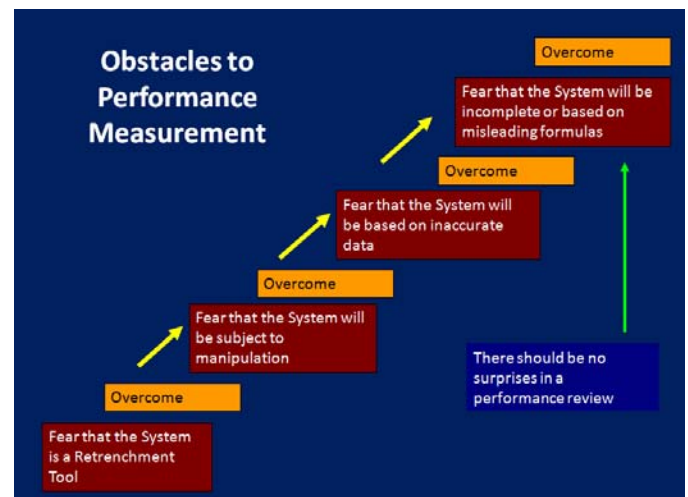 Obstacles to
Performance
Measurement
Overcome
Fear that the System will be
incomplete or based on
misleading formulas
Overcome
Fear that the System will
be based on inaccurate
data
Overcome
Fear that the System will
be subject to
manipulation
There should be no
surprises in a
performance review
Overcome
Fear that the System
is a Retrenchment
Tool